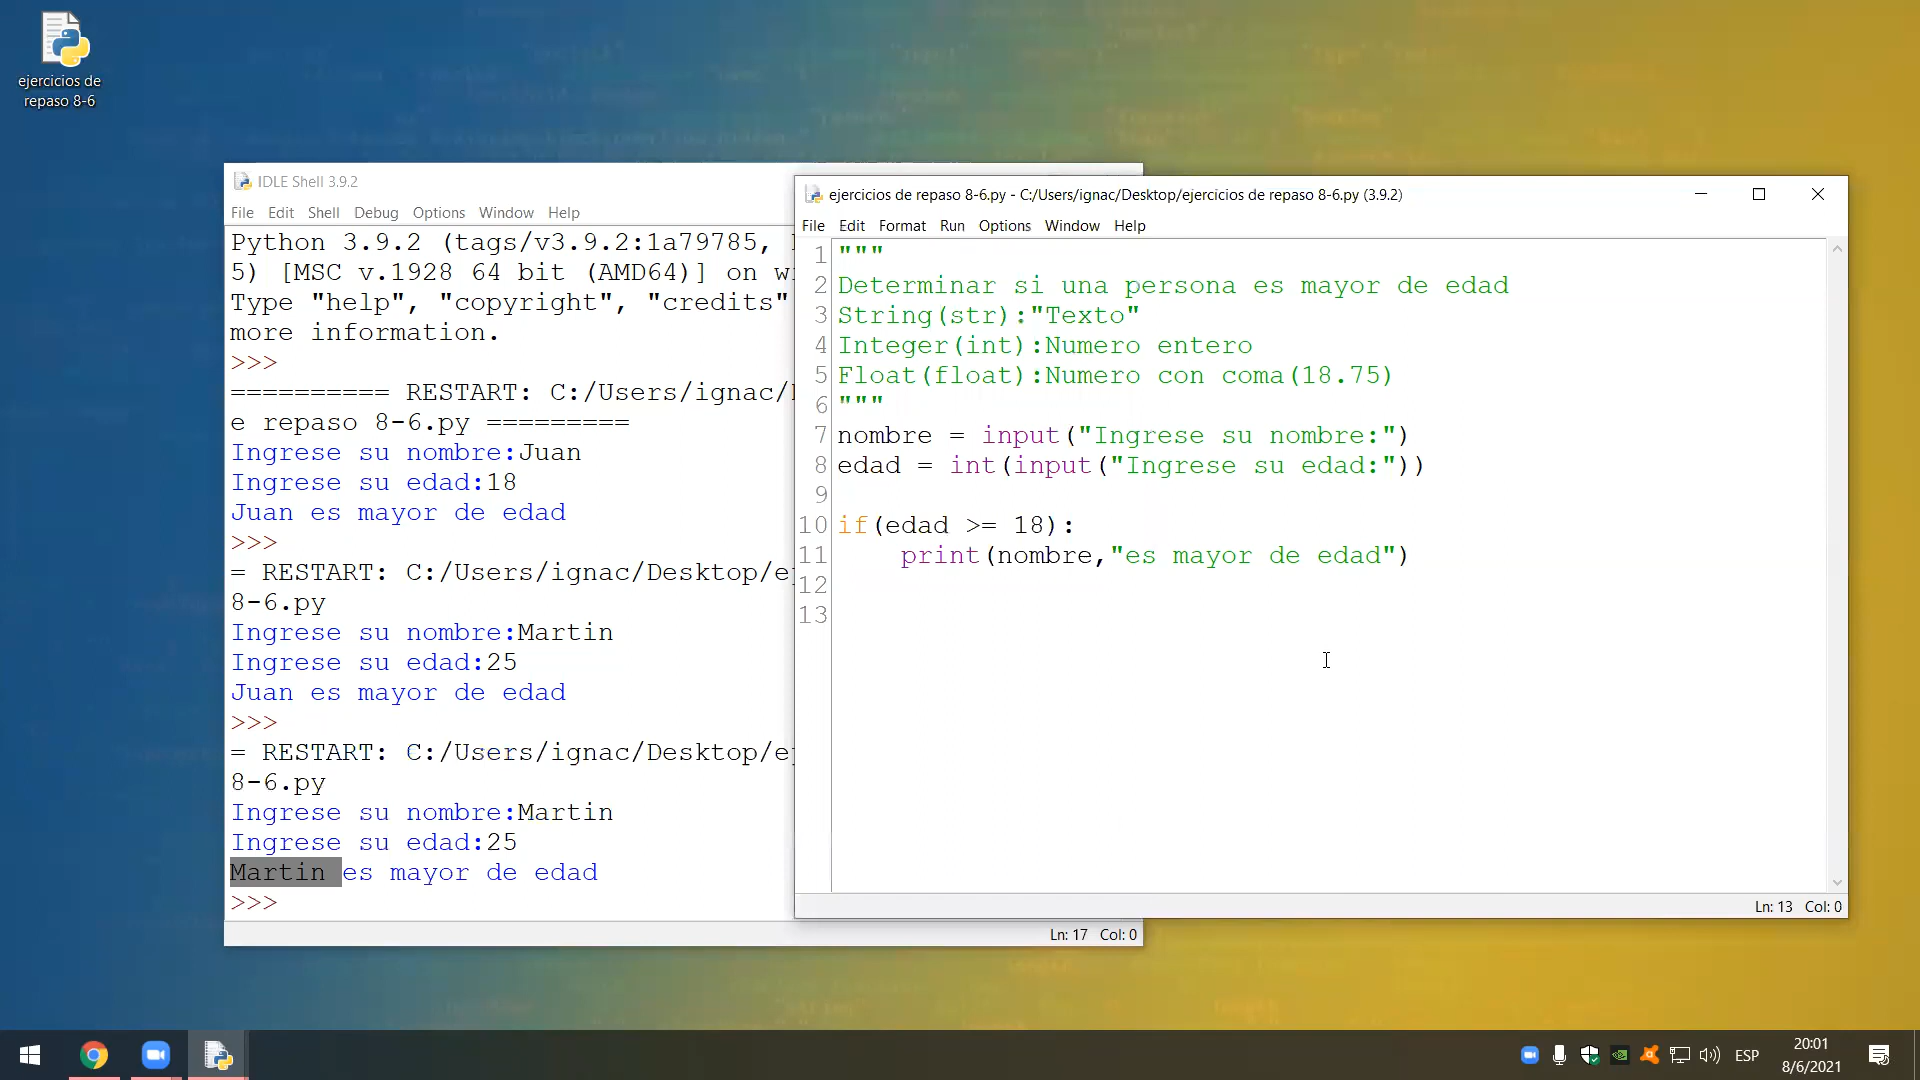 ejercicios de
repaso 8-6
IDLE Shell 3.9.2
File Edit Shell Debug Options Window Help
Python 3.9.2 (tags/v3.9.2:1a79785,
5) [MSC v.1928 64 bit (AMD64)] on w
Type "help", "copyright", "credits"
more information.
>>>
========== RESTART: C:/Users/ignac/
e repaso 8-6.py =========
Ingrese su nombre:Juan
Ingrese su edad:18
Juan es mayor de edad
>>>
= RESTART: C:/Users/ignac/Desktop/e
8-6.py
Ingrese su nombre:Martin
Ingrese su edad:25
Juan es mayor de edad
>>>
= RESTART: C:/Users/ignac/Desktop/e
8-6.py
Ingrese su nombre:Martin
Ingrese su edad:25
Martin es mayor de edad
>>>
Ln: 17 Col: 0
ejercicios de repaso 8-6.py - C:/Users/ignac/Desktop/ejercicios de repaso 8-6.py (3.9.2)
File Edit Format Run Options Window Help
1 """
2 Determinar si una persona es mayor de edad
3 String(str):"Texto"
4 Integer(int):Numero entero
5 Float(float):Numero con coma(18.75)
6 """
7 nombre = input("Ingrese su nombre:")
8 edad = int(input("Ingrese su edad:"))
9
10 if(edad >= 18):
11     print(nombre,"es mayor de edad")
12
13
Ln: 13 Col: 0
ESP
20:01
8/6/2021